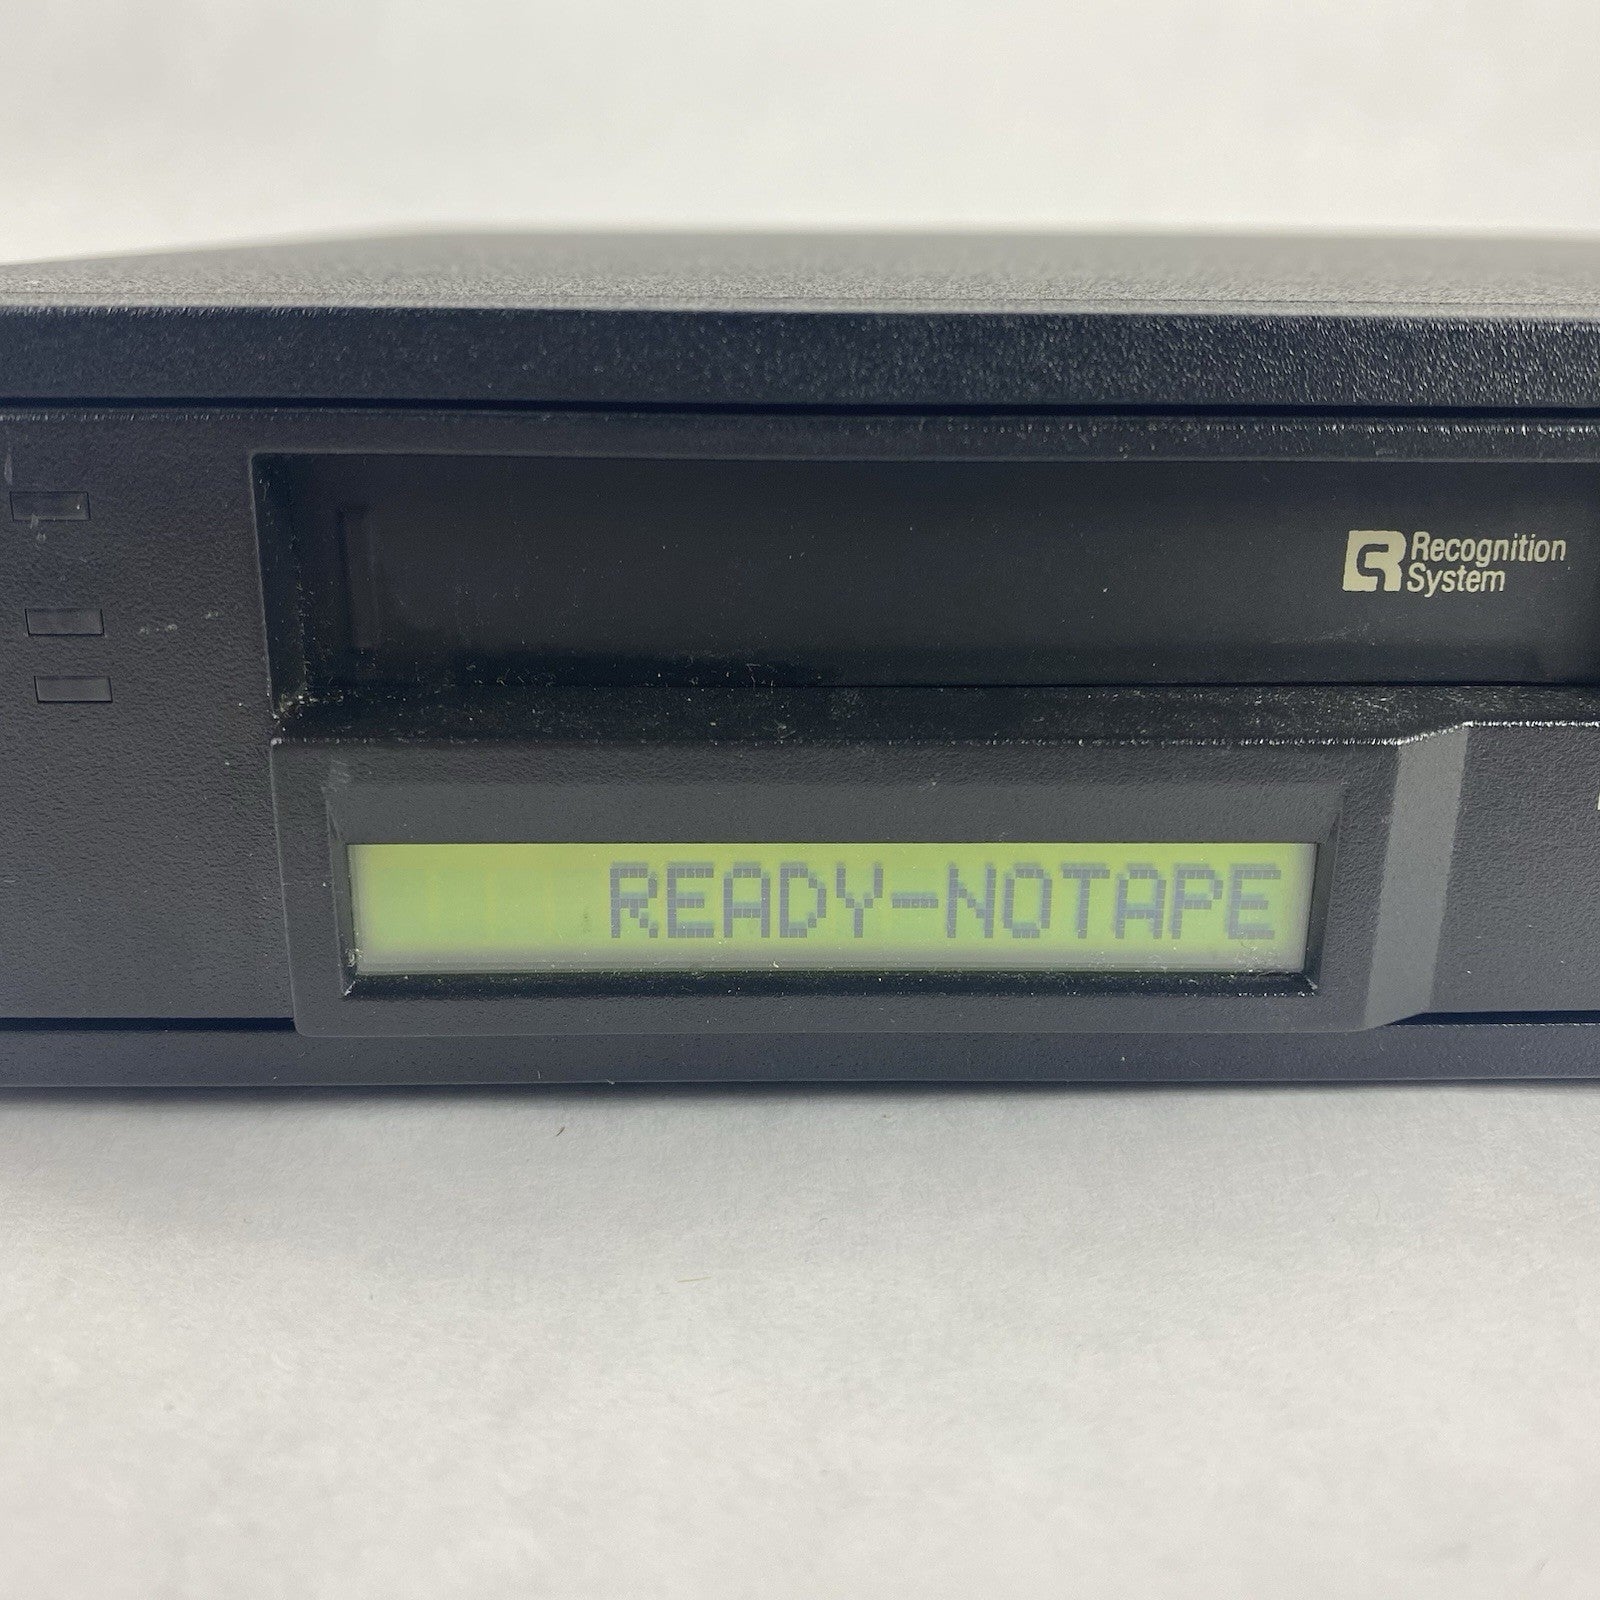 Recognition
System
READY-NOTAPE